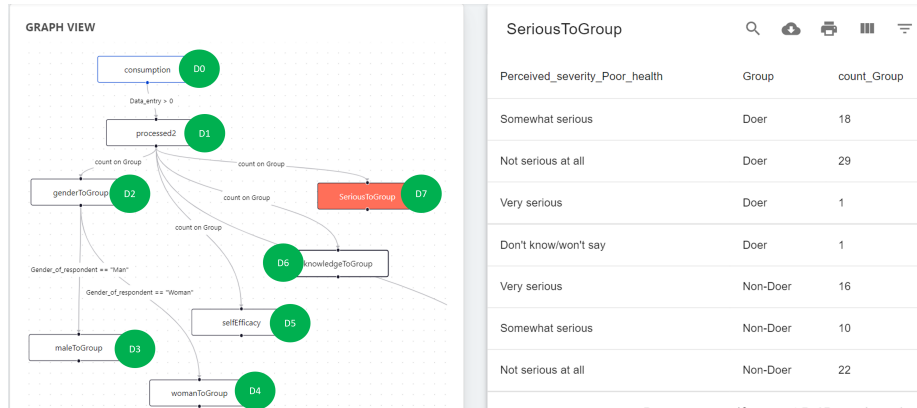 GRAPH VIEW
consumption
D0
Data_entry > 0
processed2
D1
count on Group
count on Group
genderToGroup
D2
count on Group
SeriousToGroup
D7
count on Group
D6
knowledgeToGroup
Gender_of_respondent == "Man"
Gender_of_respondent == "Woman"
selfEfficacy
D5
maleToGroup
D3
womanToGroup
D4
SeriousToGroup
Perceived_severity_Poor_health Group count_Group
Somewhat serious Doer 18
Not serious at all Doer 29
Very serious Doer 1
Don't know/won't say Doer 1
Very serious Non-Doer 16
Somewhat serious Non-Doer 10
Not serious at all Non-Doer 22